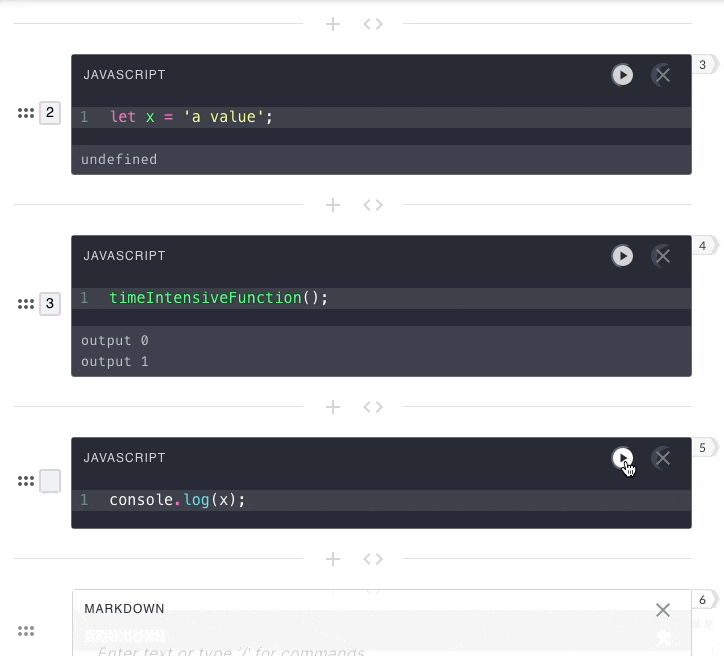 3
JAVASCRIPT
2
1 let x = 'a value';
undefined
4
JAVASCRIPT
3
1 timeIntensiveFunction();
output 0
output 1
5
JAVASCRIPT
1 console.log(x);
6
MARKDOWN
Enter text or type '/' for commands